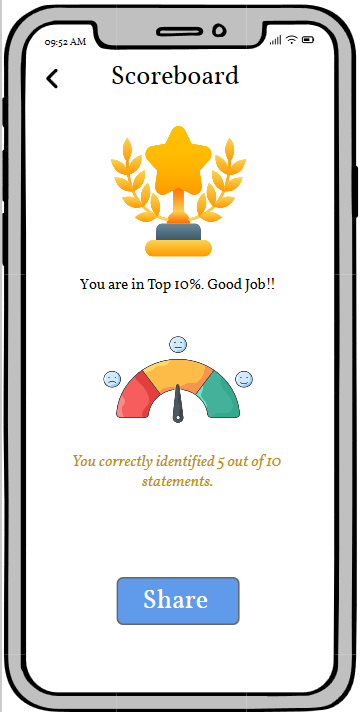 09:52 AM
Scoreboard
You are in Top 10%. Good Job!!
You correctly identified 5 out of 10
statements.
Share